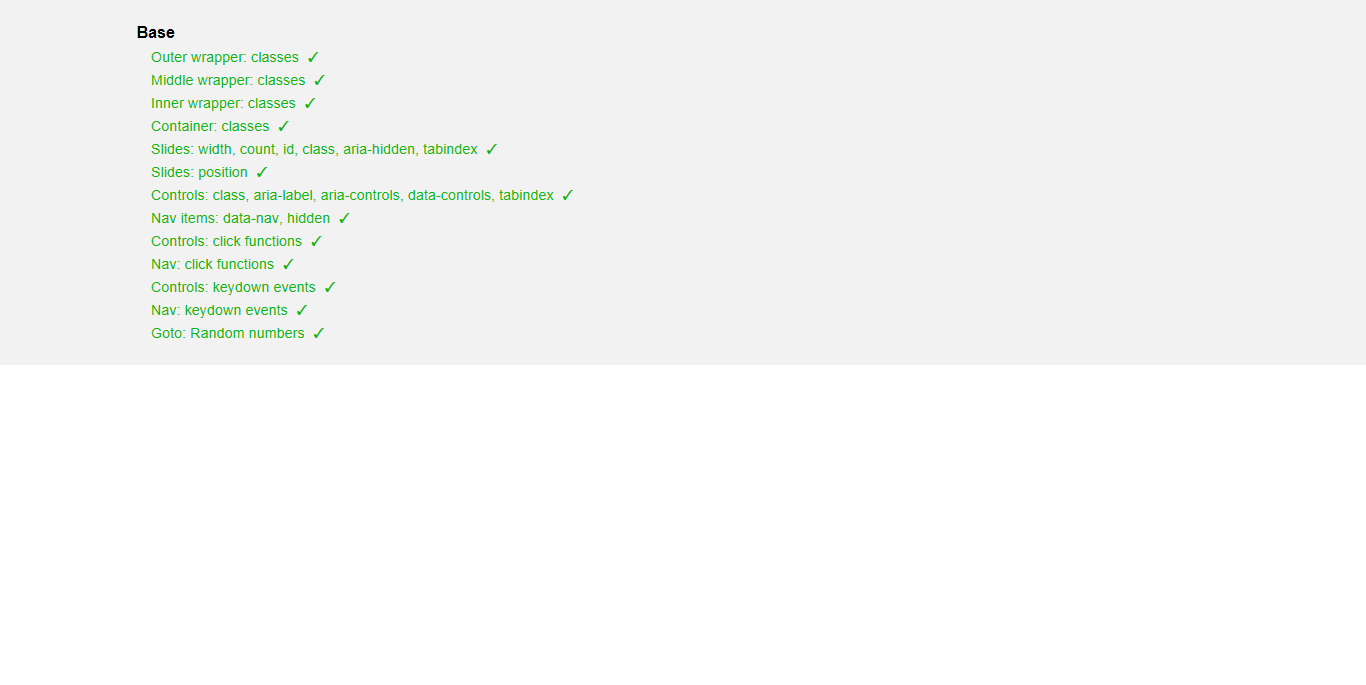 Base
Outer wrapper: classes ✓
Middle wrapper: classes ✓
Inner wrapper: classes ✓
Container: classes ✓
Slides: width, count, id, class, aria-hidden, tabindex ✓
Slides: position ✓
Controls: class, aria-label, aria-controls, data-controls, tabindex ✓
Nav items: data-nav, hidden ✓
Controls: click functions ✓
Nav: click functions ✓
Controls: keydown events ✓
Nav: keydown events ✓
Goto: Random numbers ✓